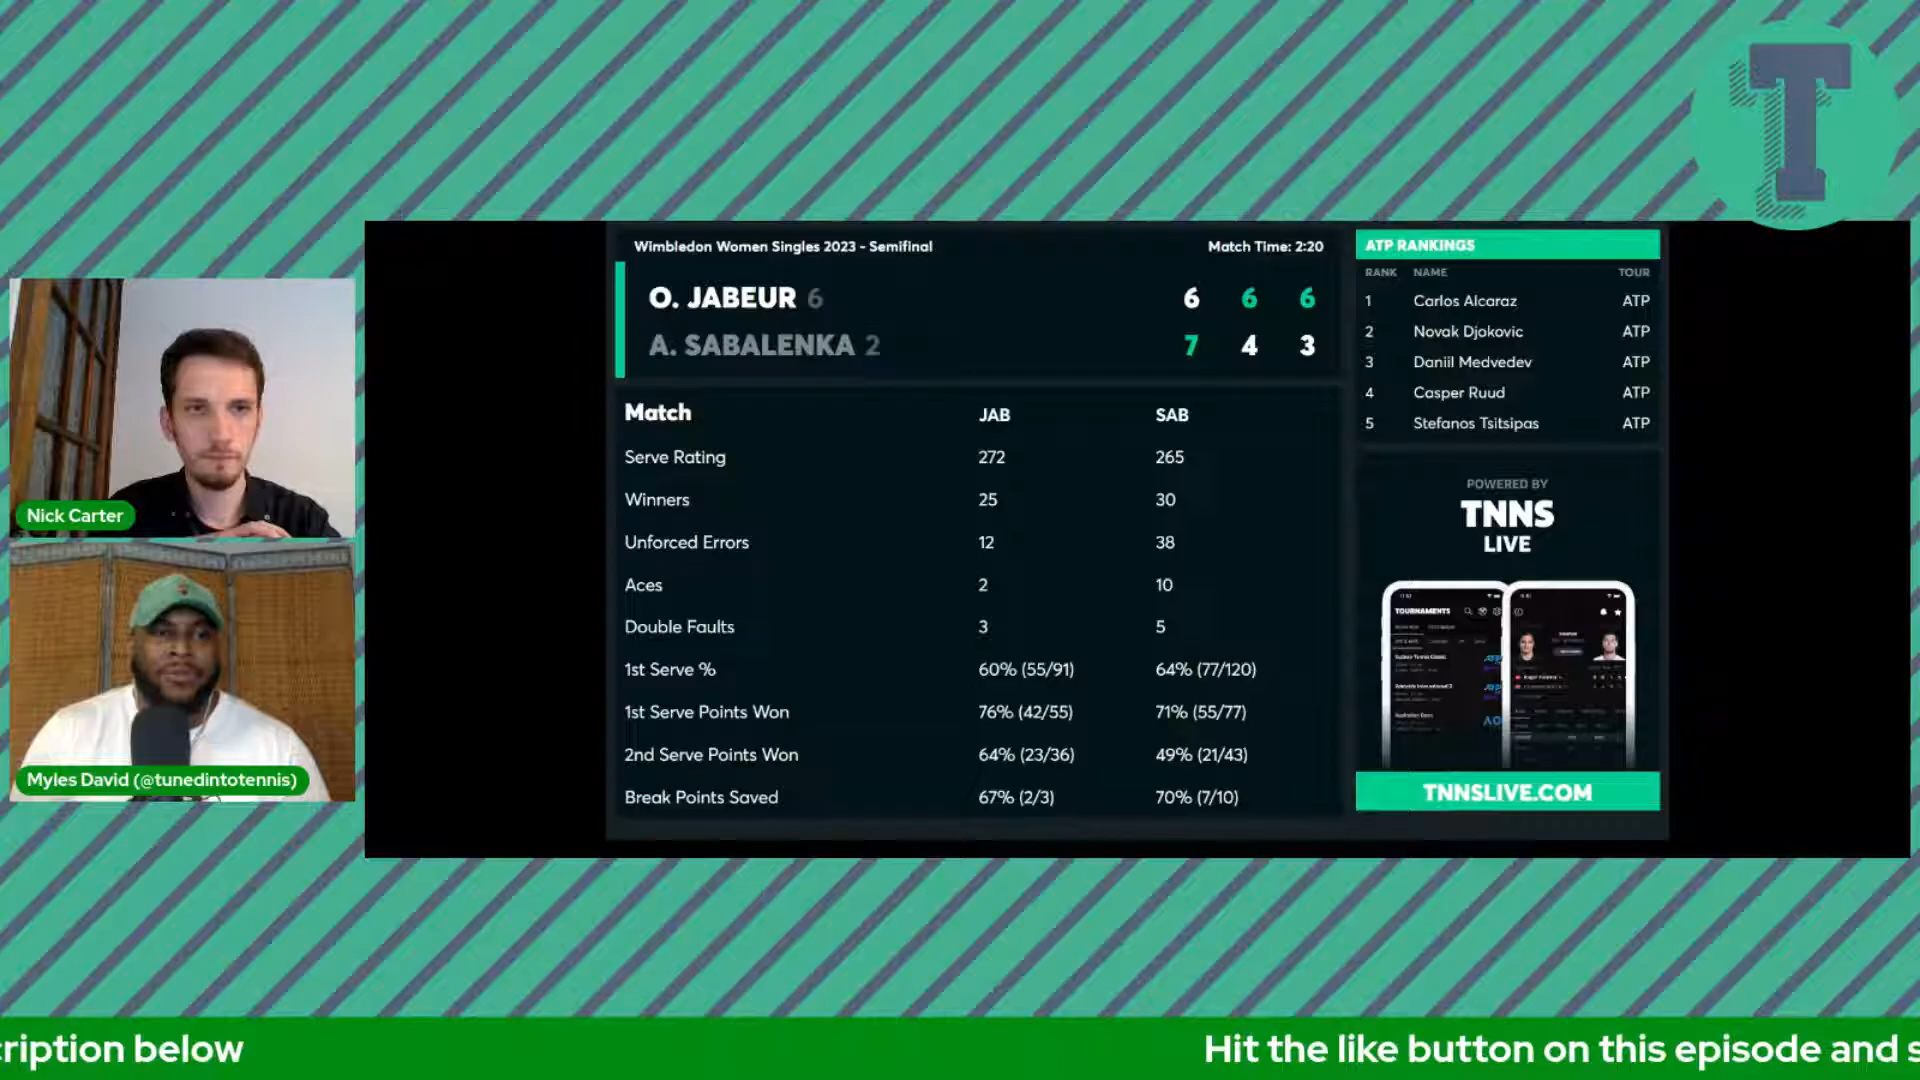 T
Wimbledon Women Singles 2023 - Semifinal Match Time: 2:20
O. JABEUR 6 6 6 6
A. SABALENKA 2 7 4 3
Match JAB SAB
Serve Rating 272 265
Winners 25 30
Unforced Errors 12 38
Aces 2 10
Double Faults 3 5
1st Serve % 60% (55/91) 64% (77/120)
1st Serve Points Won 76% (42/55) 71% (55/77)
2nd Serve Points Won 64% (23/36) 49% (21/43)
Break Points Saved 67% (2/3) 70% (7/10)
ATP RANKINGS
RANK NAME TOUR
1 Carlos Alcaraz ATP
2 Novak Djokovic ATP
3 Daniil Medvedev ATP
4 Casper Ruud ATP
5 Stefanos Tsitsipas ATP
POWERED BY
TNNS
LIVE
TOURNAMENTS
TNNSLIVE.COM
Nick Carter
Myles David (@tunedintotennis)
cription below Hit the like button on this episode and s